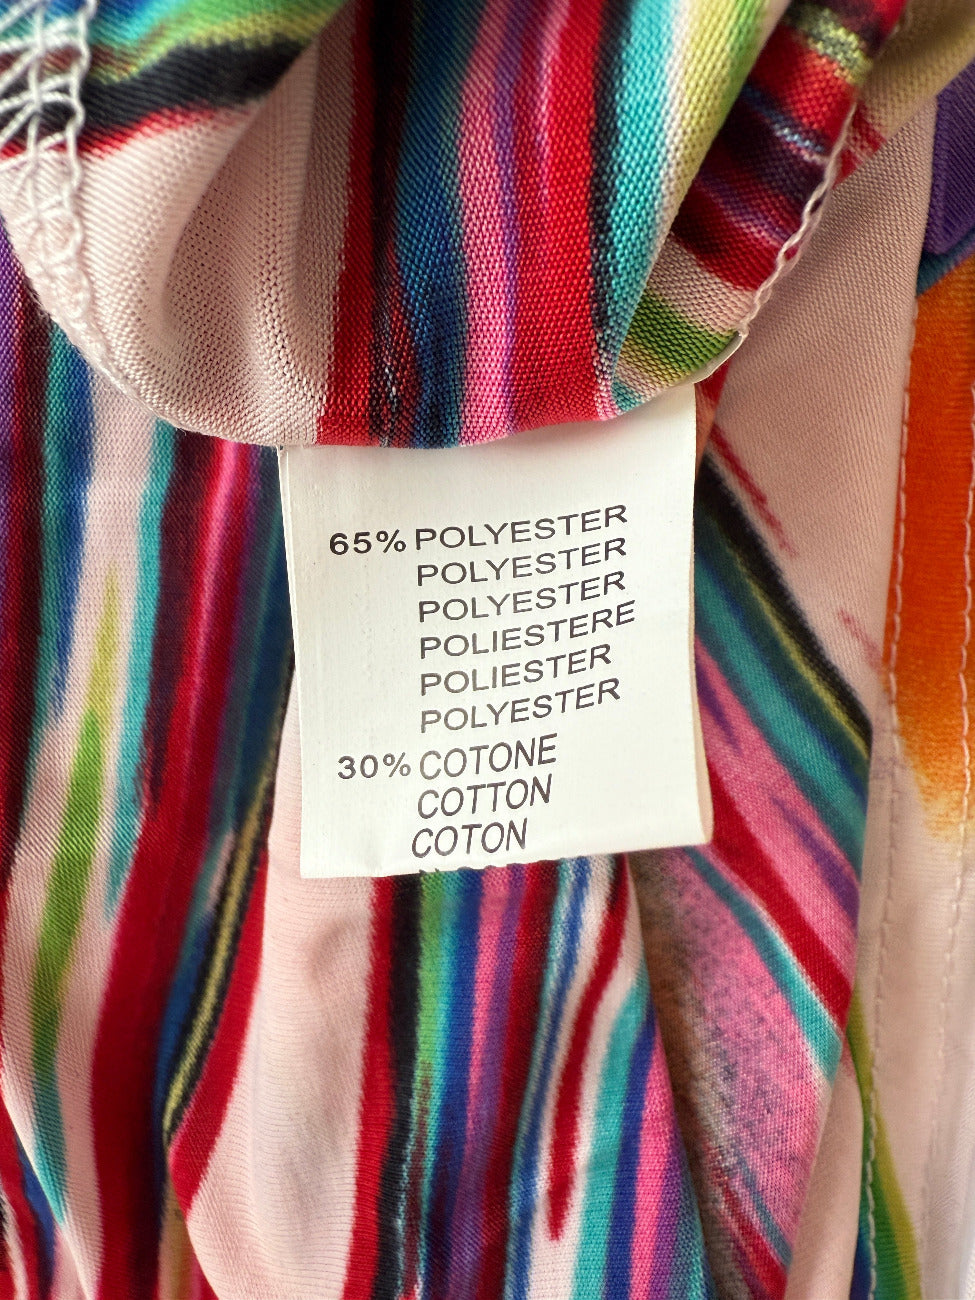 65% POLYESTER
POLYESTER
POLYESTER
POLIESTERE
POLIESTER
POLYESTER
30% COTONE
COTTON
COTON